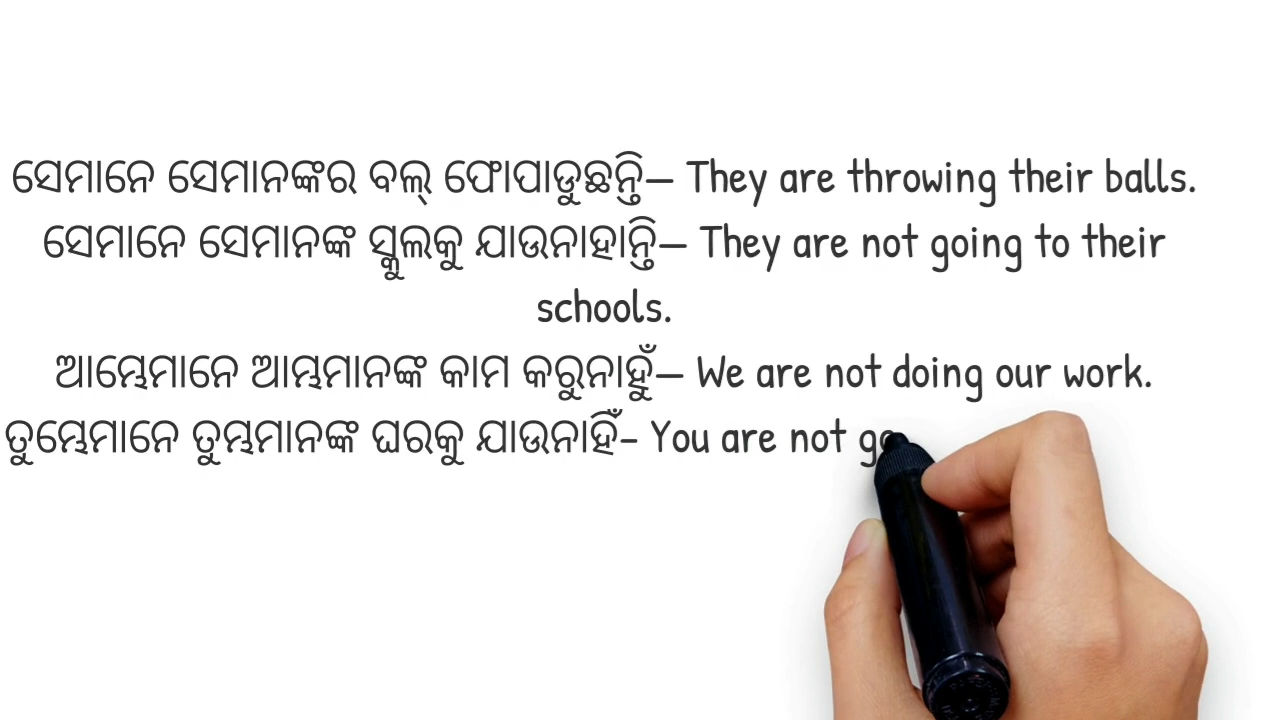 ସେମାନେ ସେମାନଙ୍କର ବଲ୍ ଫୋପାଡୁଛନ୍ତି— They are throwing their balls.
ସେମାନେ ସେମାନଙ୍କ ସ୍କୁଲକୁ ଯାଉନାହାନ୍ତି— They are not going to their
schools.
ଆମ୍ଭେମାନେ ଆମ୍ଭମାନଙ୍କ କାମ କରୁନାହୁଁ— We are not doing our work.
ତୁମ୍ଭେମାନେ ତୁମ୍ଭମାନଙ୍କ ଘରକୁ ଯାଉନାହିଁ– You are not